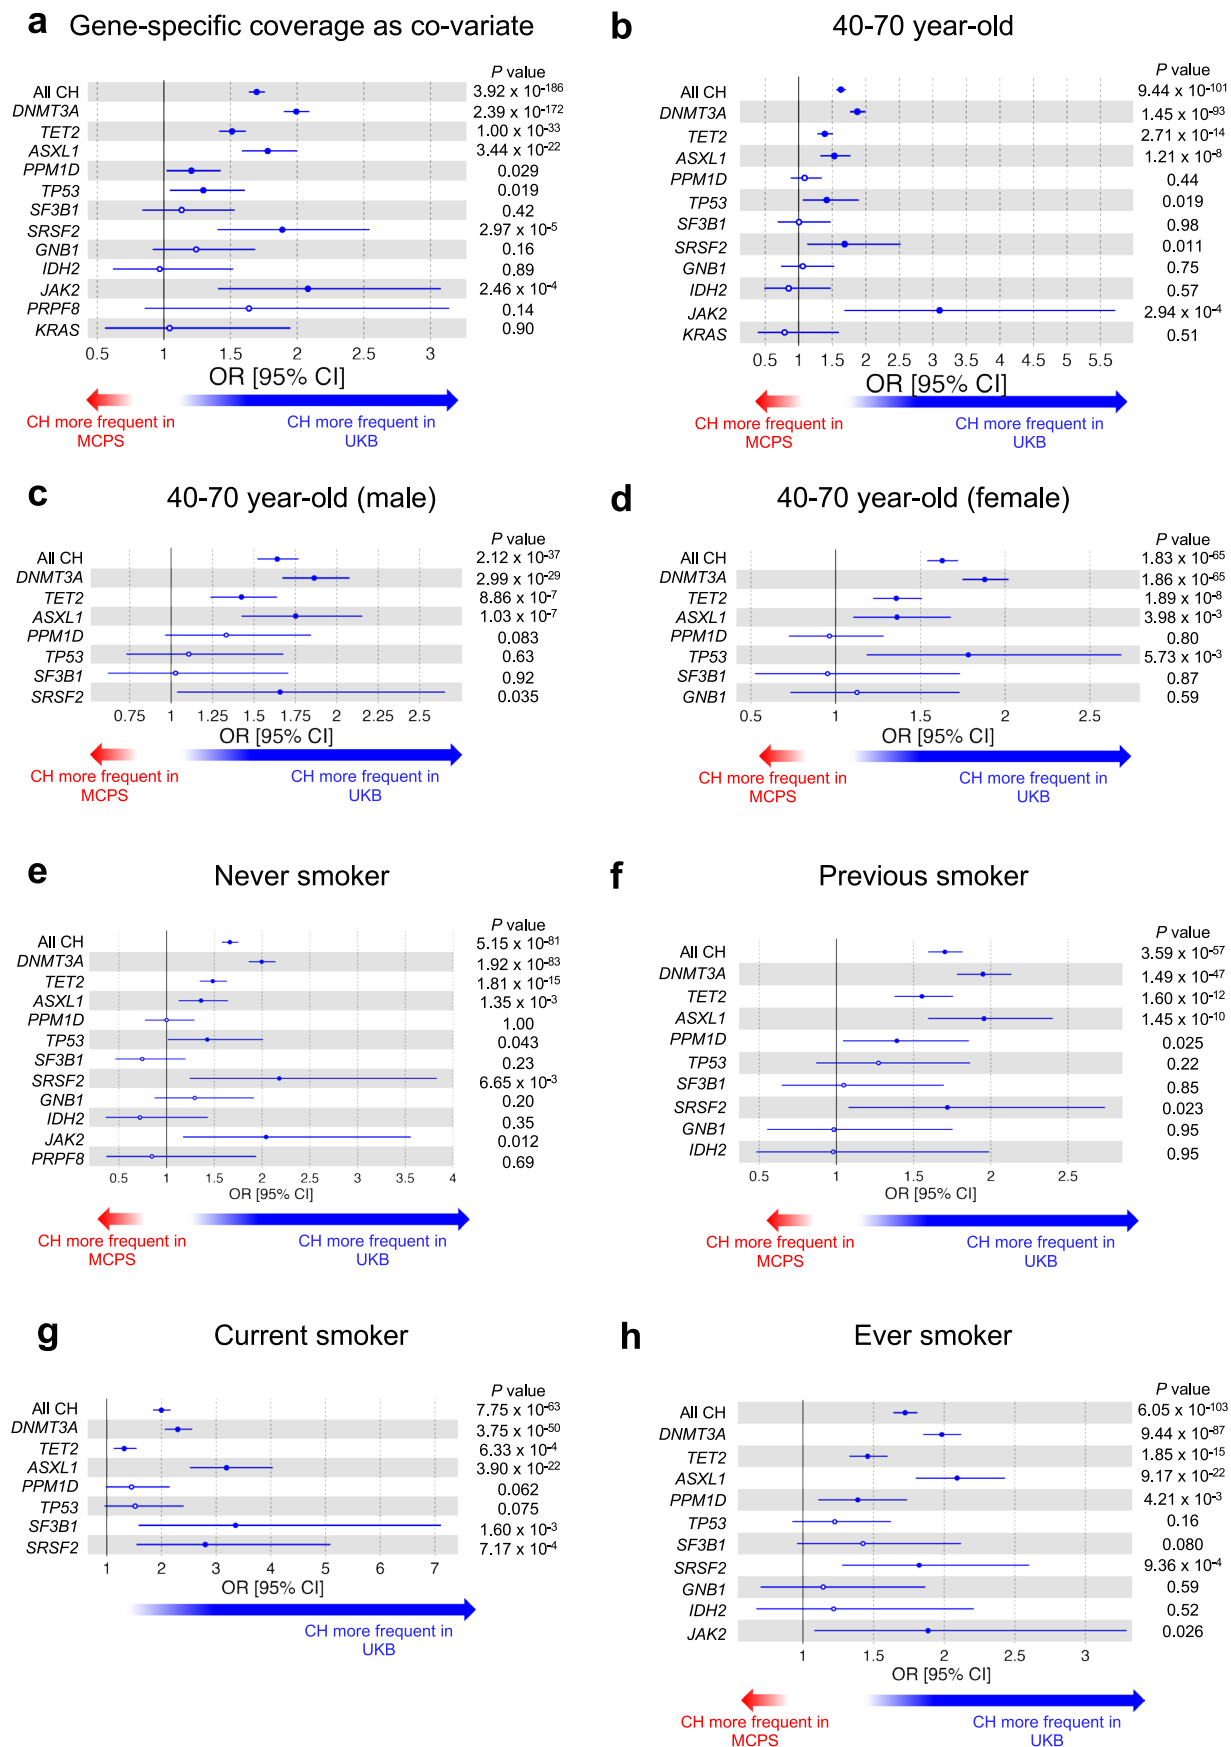 a Gene-specific coverage as co-variate
P value
All CH 3.92 x 10-186
DNMT3A 2.39 x 10-172
TET2 1.00 x 10-33
ASXL1 3.44 x 10-22
PPM1D 0.029
TP53 0.019
SF3B1 0.42
SRSF2 2.97 x 10-5
GNB1 0.16
IDH2 0.89
JAK2 2.46 x 10-4
PRPF8 0.14
KRAS 0.90
0.5 1 1.5 2 2.5 3
OR [95% CI]
CH more frequent in MCPS
CH more frequent in UKB
b 40-70 year-old
P value
All CH 9.44 x 10-101
DNMT3A 1.45 x 10-93
TET2 2.71 x 10-14
ASXL1 1.21 x 10-8
PPM1D 0.44
TP53 0.019
SF3B1 0.98
SRSF2 0.011
GNB1 0.75
IDH2 0.57
JAK2 2.94 x 10-4
KRAS 0.51
0.5 1 1.5 2 2.5 3 3.5 4 4.5 5 5.5
OR [95% CI]
CH more frequent in MCPS
CH more frequent in UKB
c 40-70 year-old (male)
P value
All CH 2.12 x 10-37
DNMT3A 2.99 x 10-29
TET2 8.86 x 10-7
ASXL1 1.03 x 10-7
PPM1D 0.083
TP53 0.63
SF3B1 0.92
SRSF2 0.035
0.75 1 1.25 1.5 1.75 2 2.25 2.5
OR [95% CI]
CH more frequent in MCPS
CH more frequent in UKB
d 40-70 year-old (female)
P value
All CH 1.83 x 10-65
DNMT3A 1.86 x 10-65
TET2 1.89 x 10-8
ASXL1 3.98 x 10-3
PPM1D 0.80
TP53 5.73 x 10-3
SF3B1 0.87
GNB1 0.59
0.5 1 1.5 2 2.5
OR [95% CI]
CH more frequent in MCPS
CH more frequent in UKB
e Never smoker
P value
All CH 5.15 x 10-81
DNMT3A 1.92 x 10-83
TET2 1.81 x 10-15
ASXL1 1.35 x 10-3
PPM1D 1.00
TP53 0.043
SF3B1 0.23
SRSF2 6.65 x 10-3
GNB1 0.20
IDH2 0.35
JAK2 0.012
PRPF8 0.69
0.5 1 1.5 2 2.5 3 3.5 4
OR [95% CI]
CH more frequent in MCPS
CH more frequent in UKB
f Previous smoker
P value
All CH 3.59 x 10-57
DNMT3A 1.49 x 10-47
TET2 1.60 x 10-12
ASXL1 1.45 x 10-10
PPM1D 0.025
TP53 0.22
SF3B1 0.85
SRSF2 0.023
GNB1 0.95
IDH2 0.95
0.5 1 1.5 2 2.5
OR [95% CI]
CH more frequent in MCPS
CH more frequent in UKB
g Current smoker
P value
All CH 7.75 x 10-63
DNMT3A 3.75 x 10-50
TET2 6.33 x 10-4
ASXL1 3.90 x 10-22
PPM1D 0.062
TP53 0.075
SF3B1 1.60 x 10-3
SRSF2 7.17 x 10-4
1 2 3 4 5 6 7
OR [95% CI]
CH more frequent in UKB
h Ever smoker
P value
All CH 6.05 x 10-103
DNMT3A 9.44 x 10-87
TET2 1.85 x 10-15
ASXL1 9.17 x 10-22
PPM1D 4.21 x 10-3
TP53 0.16
SF3B1 0.080
SRSF2 9.36 x 10-4
GNB1 0.59
IDH2 0.52
JAK2 0.026
1 1.5 2 2.5 3
OR [95% CI]
CH more frequent in MCPS
CH more frequent in UKB